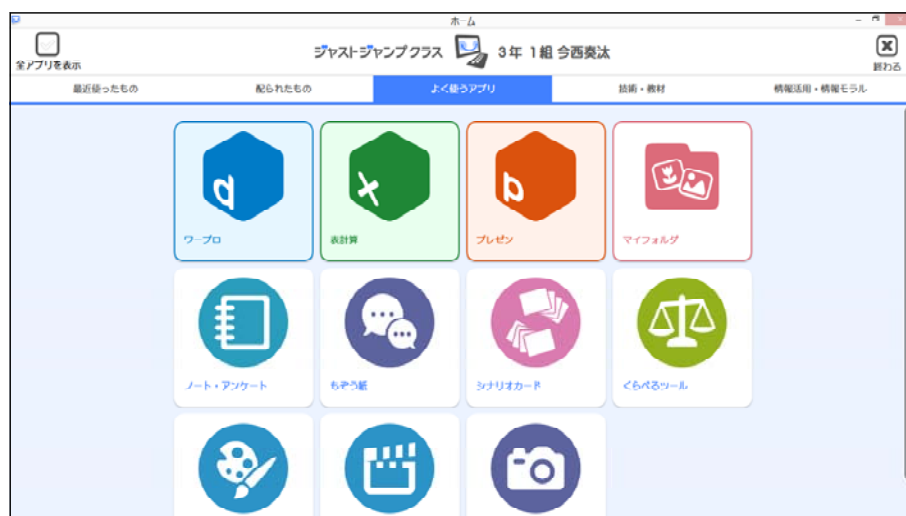 ホーム
全アプリを表示
ジャストジャンプクラス 3年 1組 今西奏汰
終わる
最近使ったもの 配られたもの よく使うアプリ 技術・教材 情報活用・情報モラル
ワープロ 表計算 プレゼン マイフォルダ
ノート・アンケート もぞう紙 シナリオカード くらべるツール